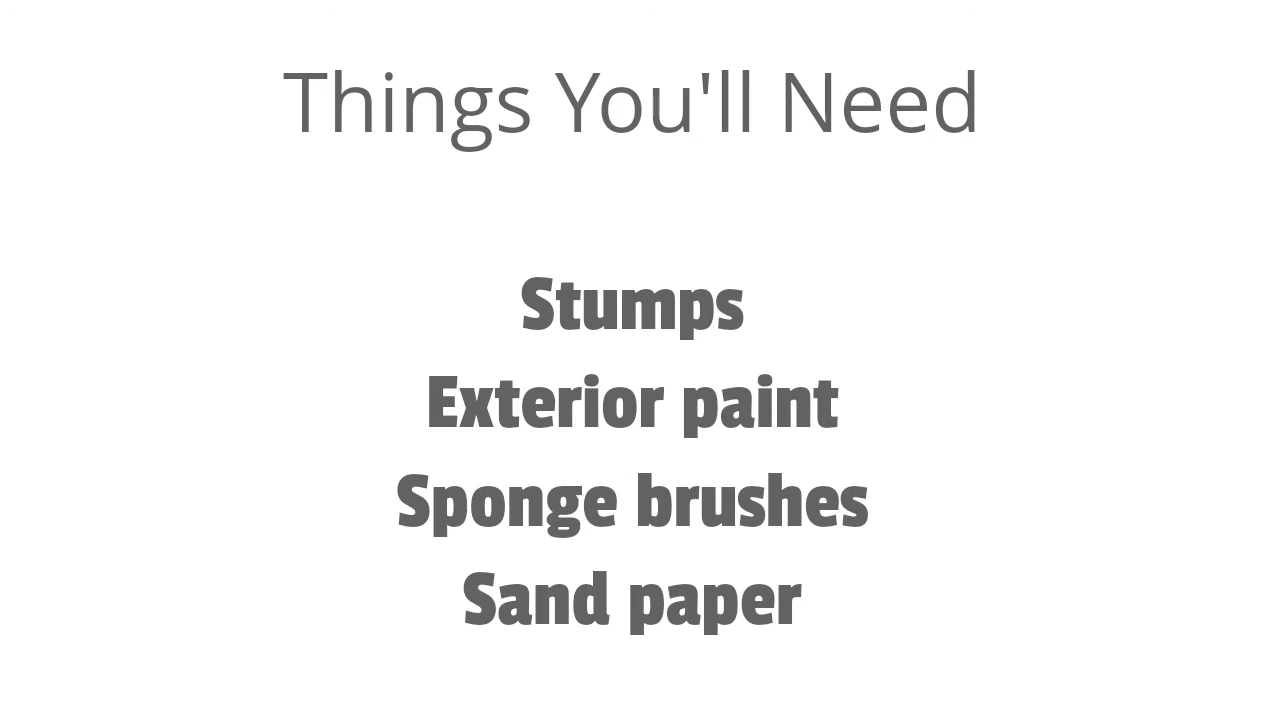 Things You'll Need
Stumps
Exterior paint
Sponge brushes
Sand paper